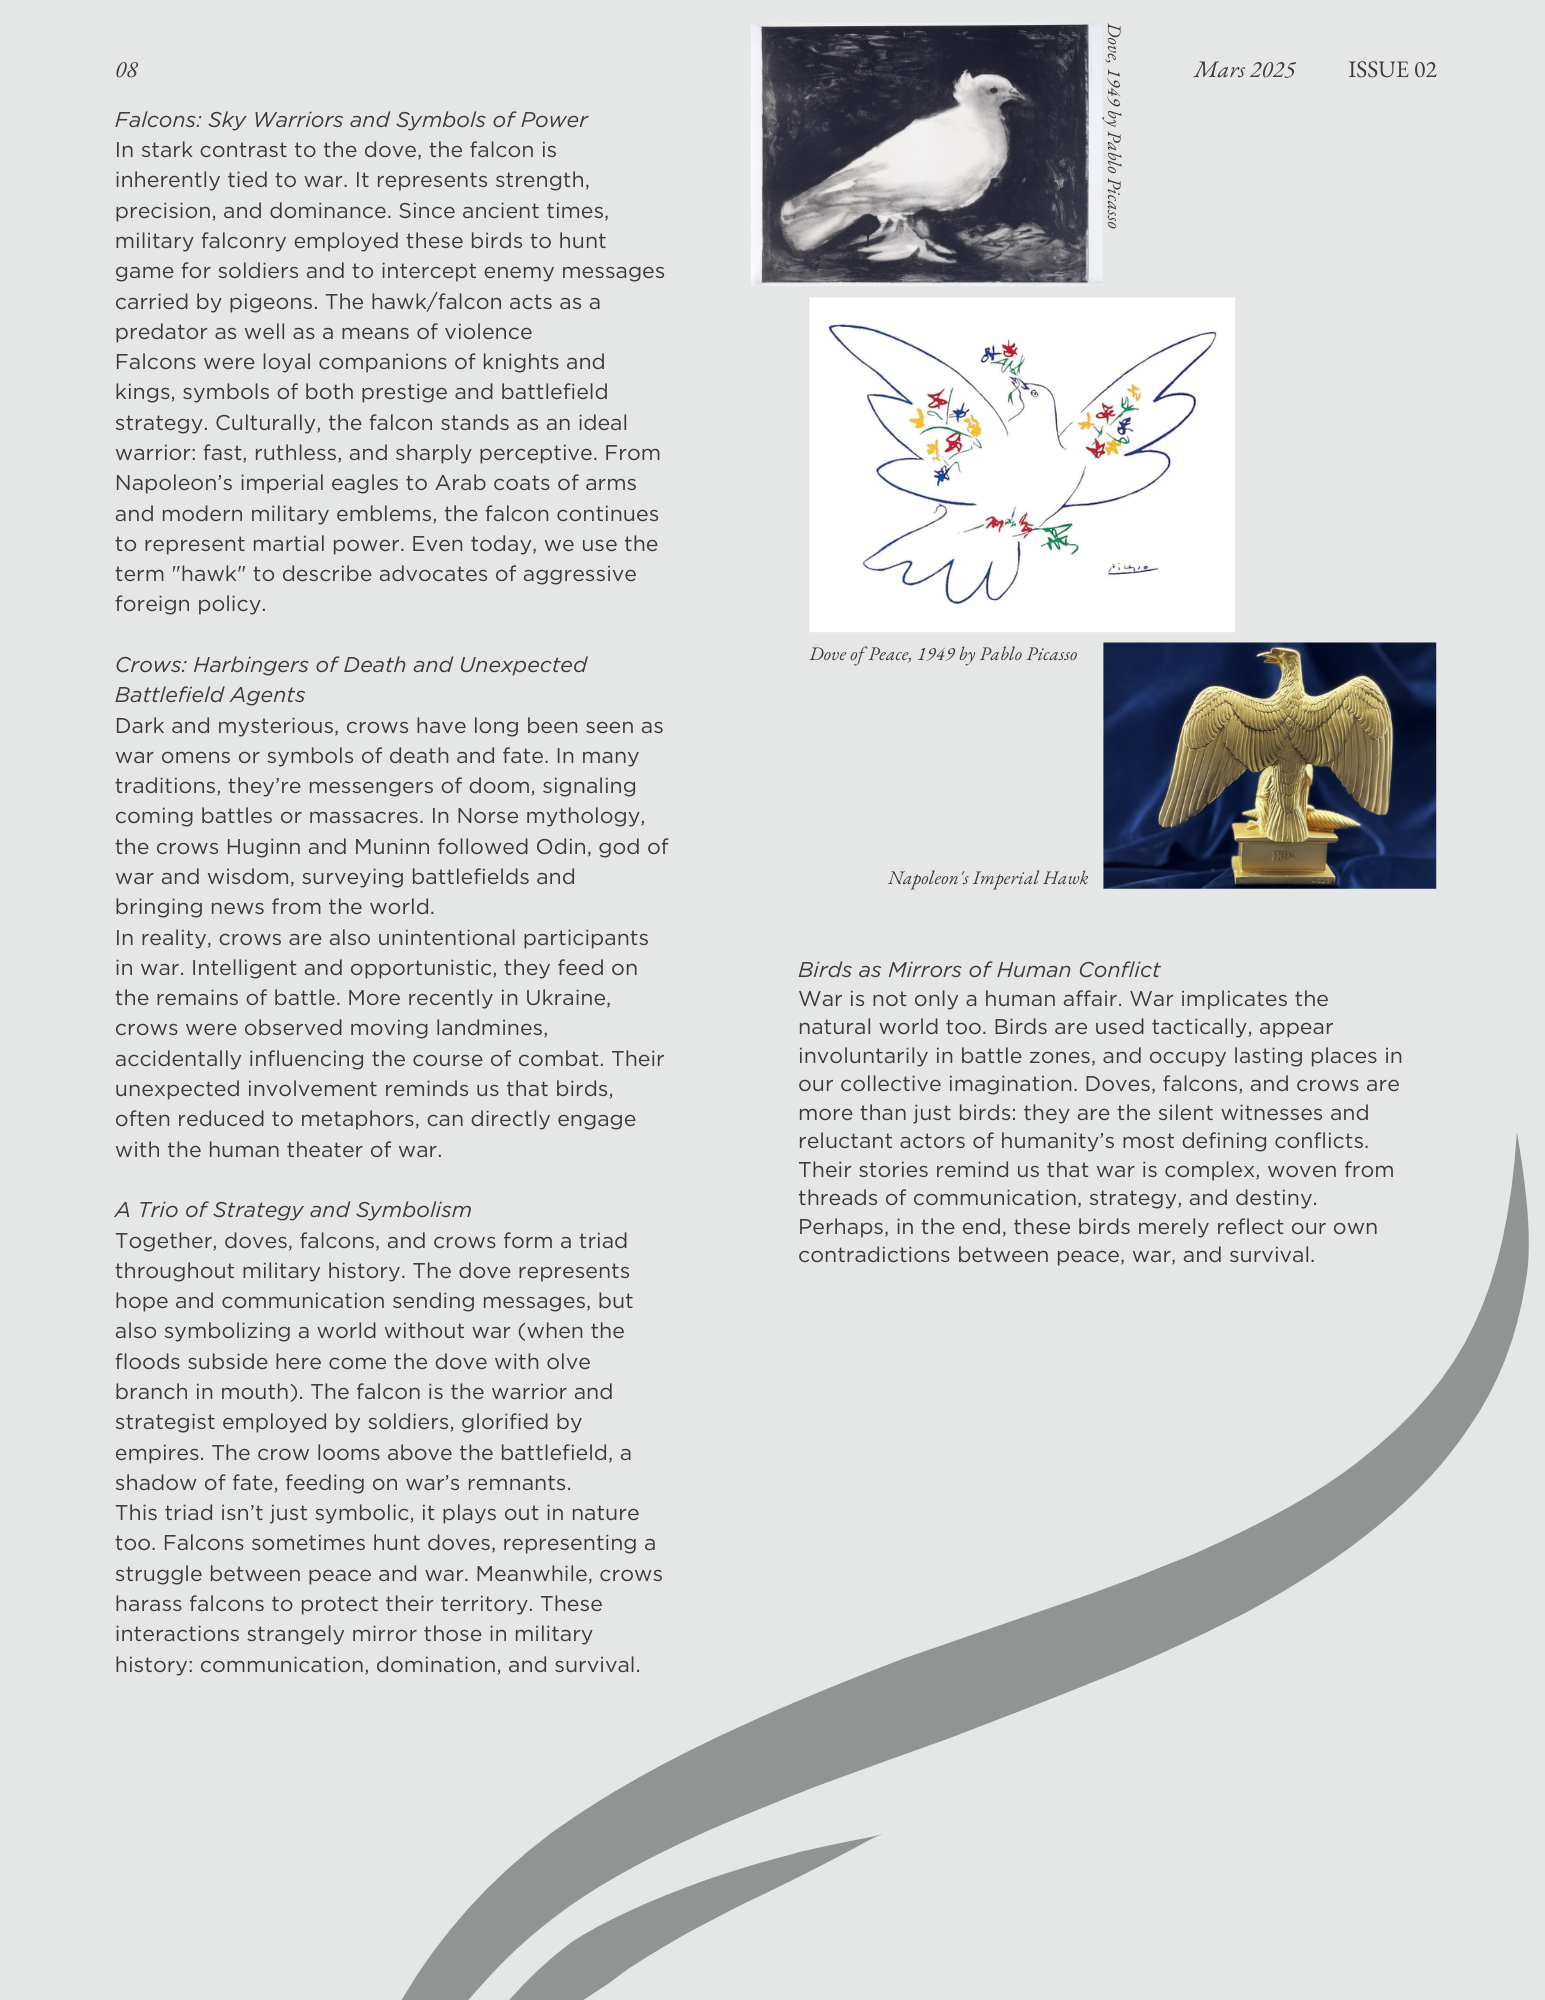 08
Mars 2025
ISSUE 02
Falcons: Sky Warriors and Symbols of Power
In stark contrast to the dove, the falcon is
inherently tied to war. It represents strength,
precision, and dominance. Since ancient times,
military falconry employed these birds to hunt
game for soldiers and to intercept enemy messages
carried by pigeons. The hawk/falcon acts as a
predator as well as a means of violence
Falcons were loyal companions of knights and
kings, symbols of both prestige and battlefield
strategy. Culturally, the falcon stands as an ideal
warrior: fast, ruthless, and sharply perceptive. From
Napoleon’s imperial eagles to Arab coats of arms
and modern military emblems, the falcon continues
to represent martial power. Even today, we use the
term "hawk" to describe advocates of aggressive
foreign policy.
Crows: Harbingers of Death and Unexpected
Battlefield Agents
Dark and mysterious, crows have long been seen as
war omens or symbols of death and fate. In many
traditions, they’re messengers of doom, signaling
coming battles or massacres. In Norse mythology,
the crows Huginn and Muninn followed Odin, god of
war and wisdom, surveying battlefields and
bringing news from the world.
In reality, crows are also unintentional participants
in war. Intelligent and opportunistic, they feed on
the remains of battle. More recently in Ukraine,
crows were observed moving landmines,
accidentally influencing the course of combat. Their
unexpected involvement reminds us that birds,
often reduced to metaphors, can directly engage
with the human theater of war.
A Trio of Strategy and Symbolism
Together, doves, falcons, and crows form a triad
throughout military history. The dove represents
hope and communication sending messages, but
also symbolizing a world without war (when the
floods subside here come the dove with olve
branch in mouth). The falcon is the warrior and
strategist employed by soldiers, glorified by
empires. The crow looms above the battlefield, a
shadow of fate, feeding on war’s remnants.
This triad isn’t just symbolic, it plays out in nature
too. Falcons sometimes hunt doves, representing a
struggle between peace and war. Meanwhile, crows
harass falcons to protect their territory. These
interactions strangely mirror those in military
history: communication, domination, and survival.
Dove, 1949 by Pablo Picasso
Picasso
Dove of Peace, 1949 by Pablo Picasso
Napoleon's Imperial Hawk
Birds as Mirrors of Human Conflict
War is not only a human affair. War implicates the
natural world too. Birds are used tactically, appear
involuntarily in battle zones, and occupy lasting places in
our collective imagination. Doves, falcons, and crows are
more than just birds: they are the silent witnesses and
reluctant actors of humanity’s most defining conflicts.
Their stories remind us that war is complex, woven from
threads of communication, strategy, and destiny.
Perhaps, in the end, these birds merely reflect our own
contradictions between peace, war, and survival.